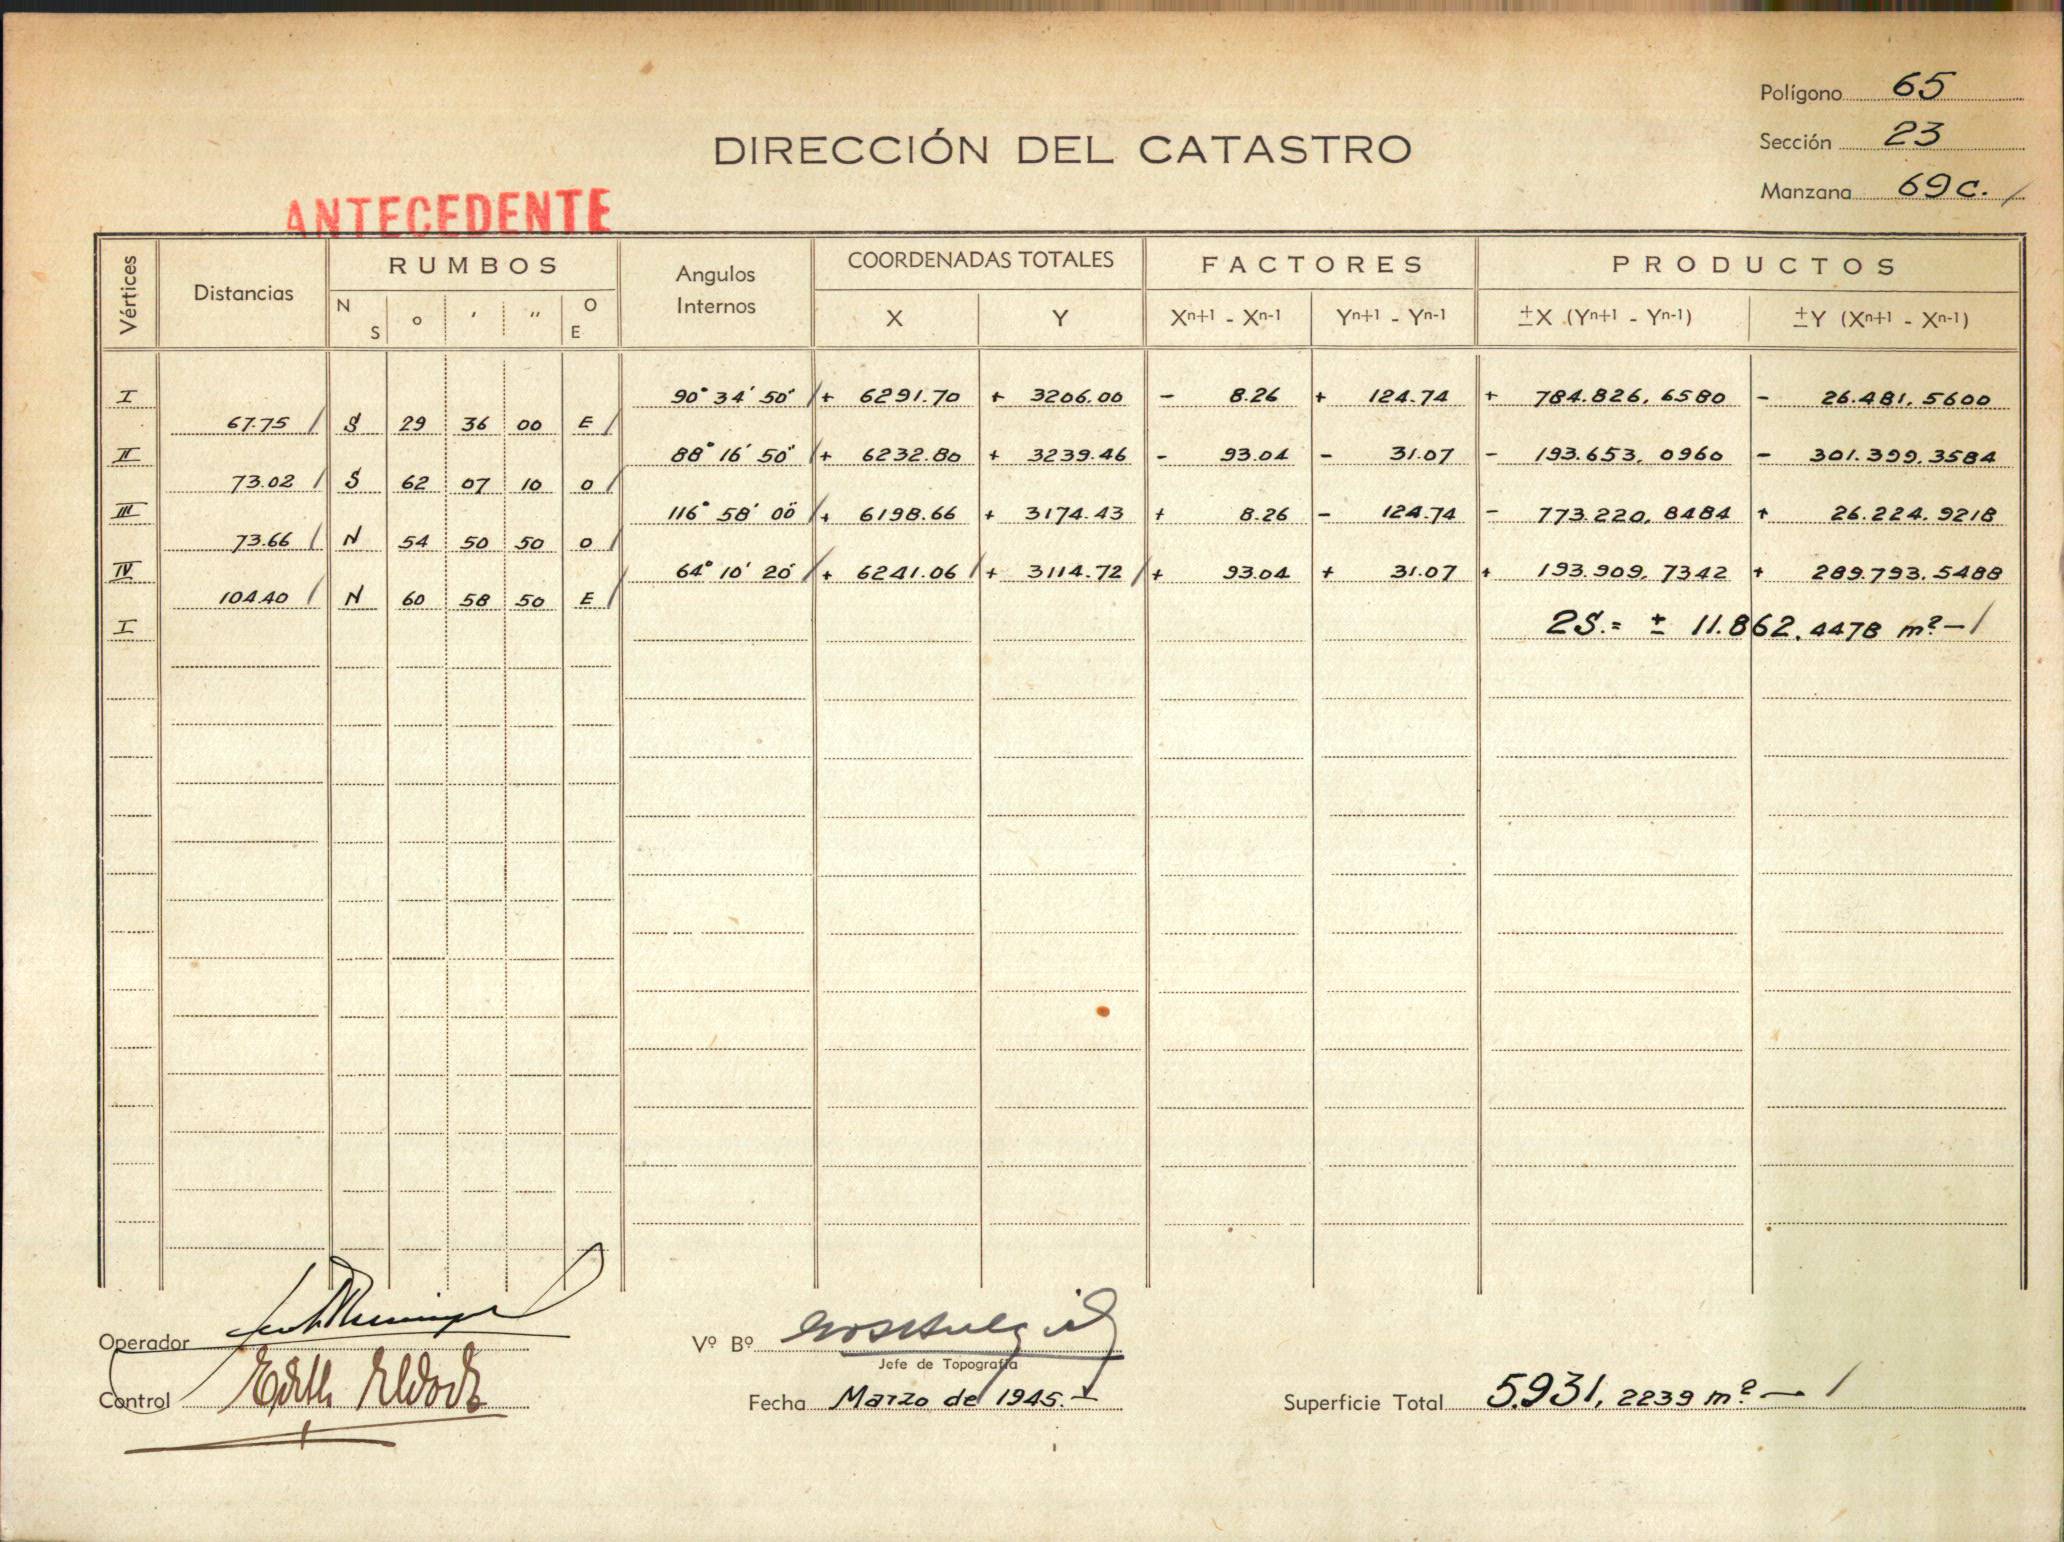 Polígono 65
DIRECCIÓN DEL CATASTRO
Sección 23
Manzana 69c.
ANTECEDENTE
Vértices Distancias RUMBOS Angulos Internos COORDENADAS TOTALES FACTORES PRODUCTOS
N S ° ' " O E X Y Xn+1 - Xn-1 Yn+1 - Yn-1 ±X (Yn+1 - Yn-1) ±Y (Xn+1 - Xn-1)
I 90° 34' 50" + 6291.70 + 3206.00 - 8.26 + 124.74 + 784.826,6580 - 26.481,5600
67.75 S 29 36 00 E
II 88° 16' 50" + 6232.80 + 3239.46 - 93.04 - 31.07 - 193.653,0960 - 301.399,3584
73.02 S 62 07 10 O
III 116° 58' 00" + 6198.66 + 3174.43 + 8.26 - 124.74 - 773.220,8484 + 26.224,9218
73.66 N 54 50 50 O
IV 64° 10' 20" + 6241.06 + 3114.72 + 93.04 + 31.07 + 193.909,7342 + 289.793,5488
104.40 N 60 58 50 E
I 2S.= ± 11.862,4478 m²
Operador
Vº Bº
Jefe de Topografía
Control Edith
Fecha Marzo de 1945.
Superficie Total 5.931,2239 m²